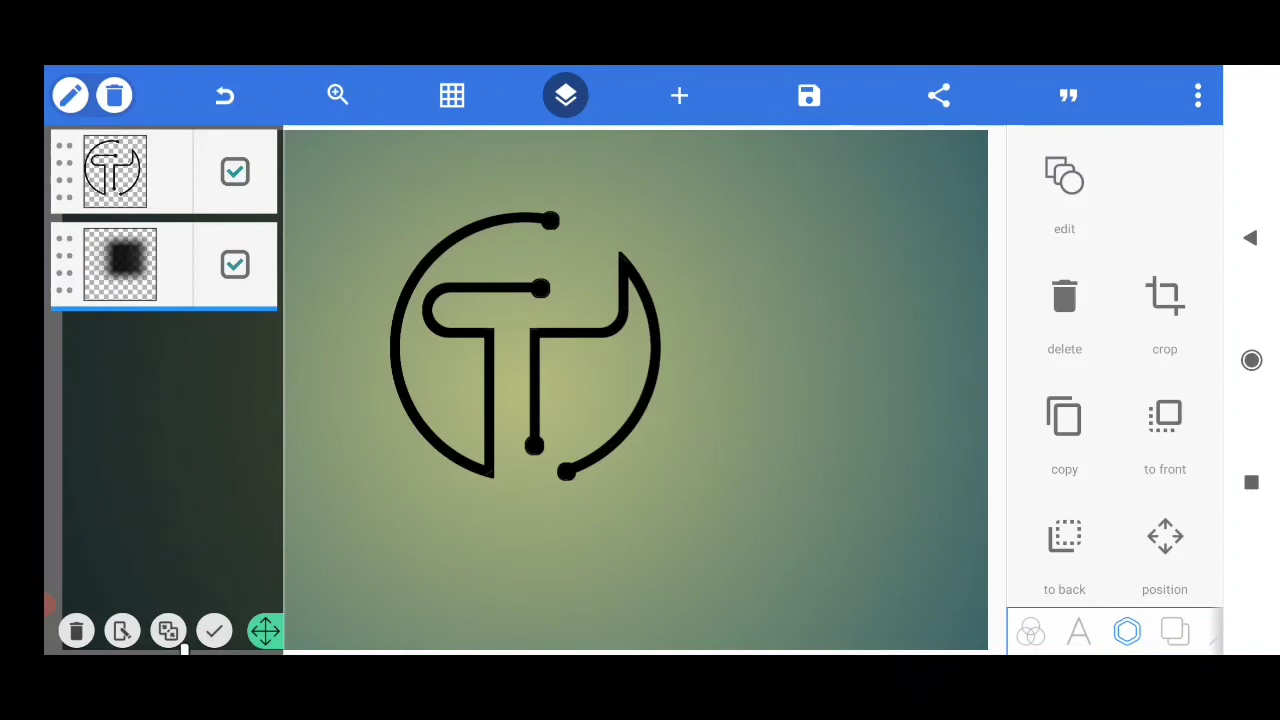 edit
delete
crop
copy
to front
to back
position